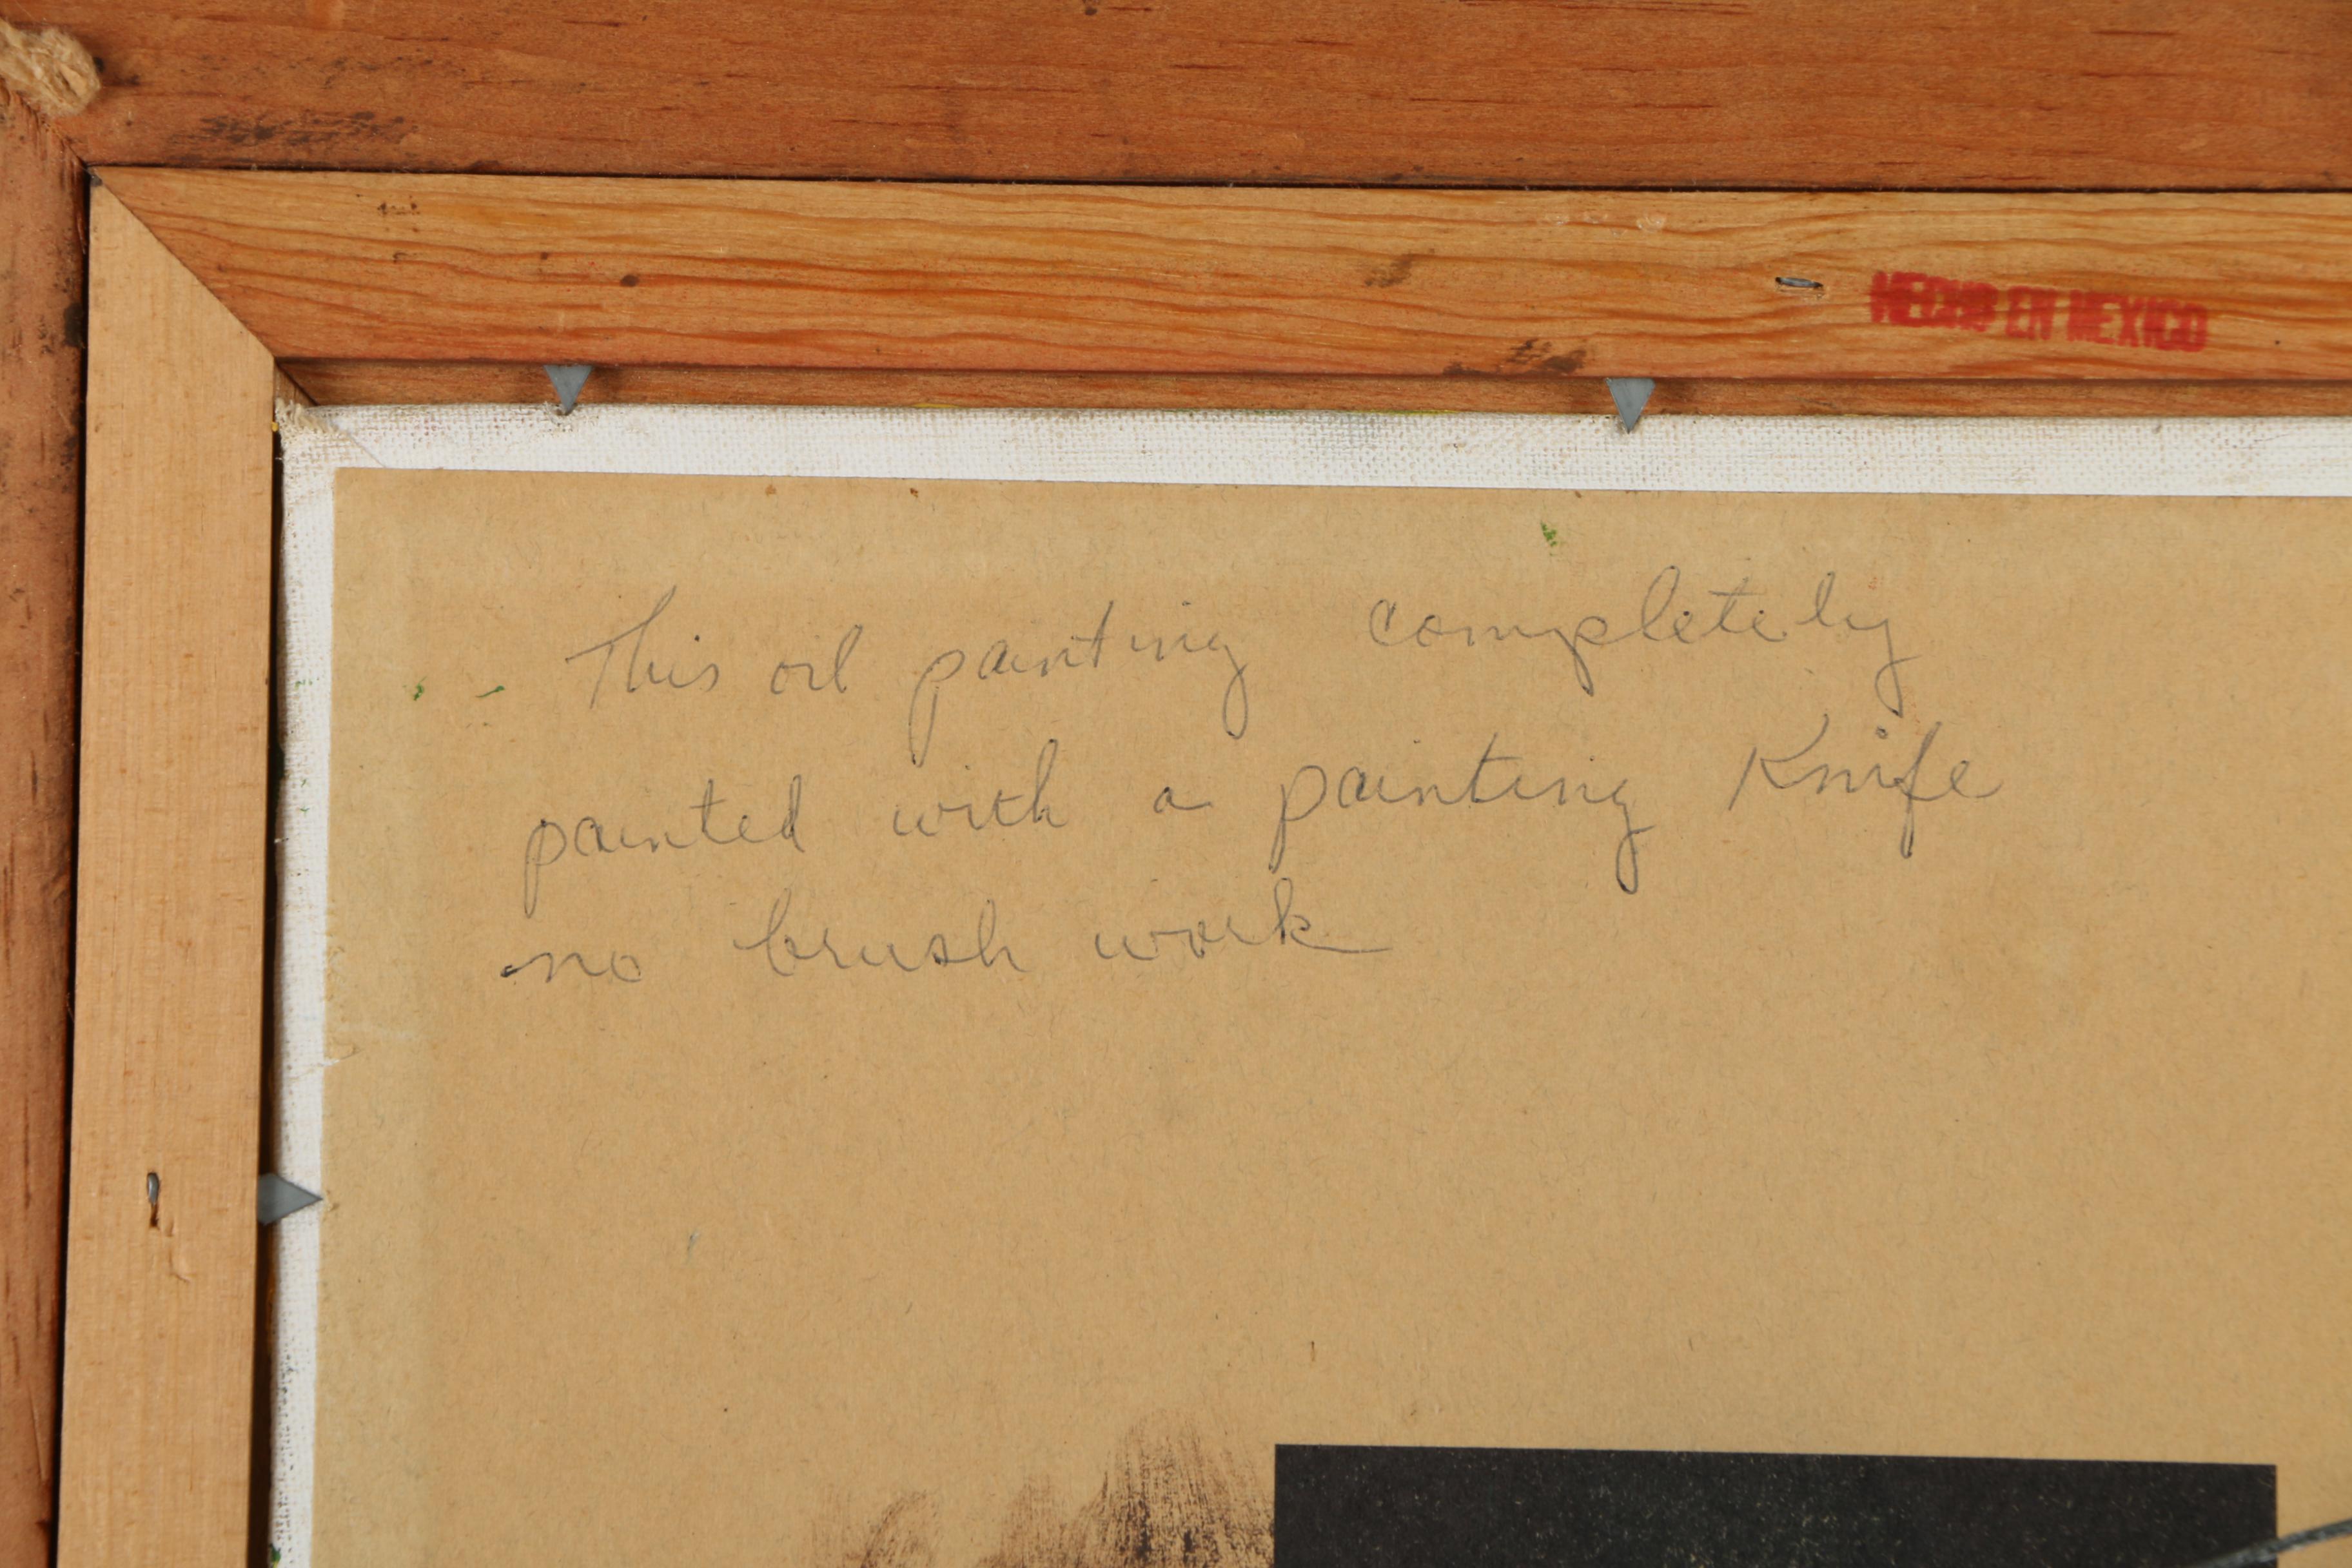 HECHO EN MEXICO
This oil painting completely
painted with a painting Knife
no brush work